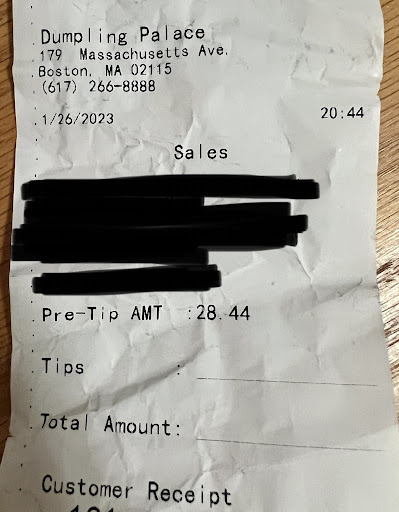 Dumpling Palace
179 Massachusetts Ave.
Boston, MA 02115
(617) 266-8888
1/26/2023 20:44
Sales
Pre-Tip AMT :28.44
Tips :
Total Amount:
Customer Receipt